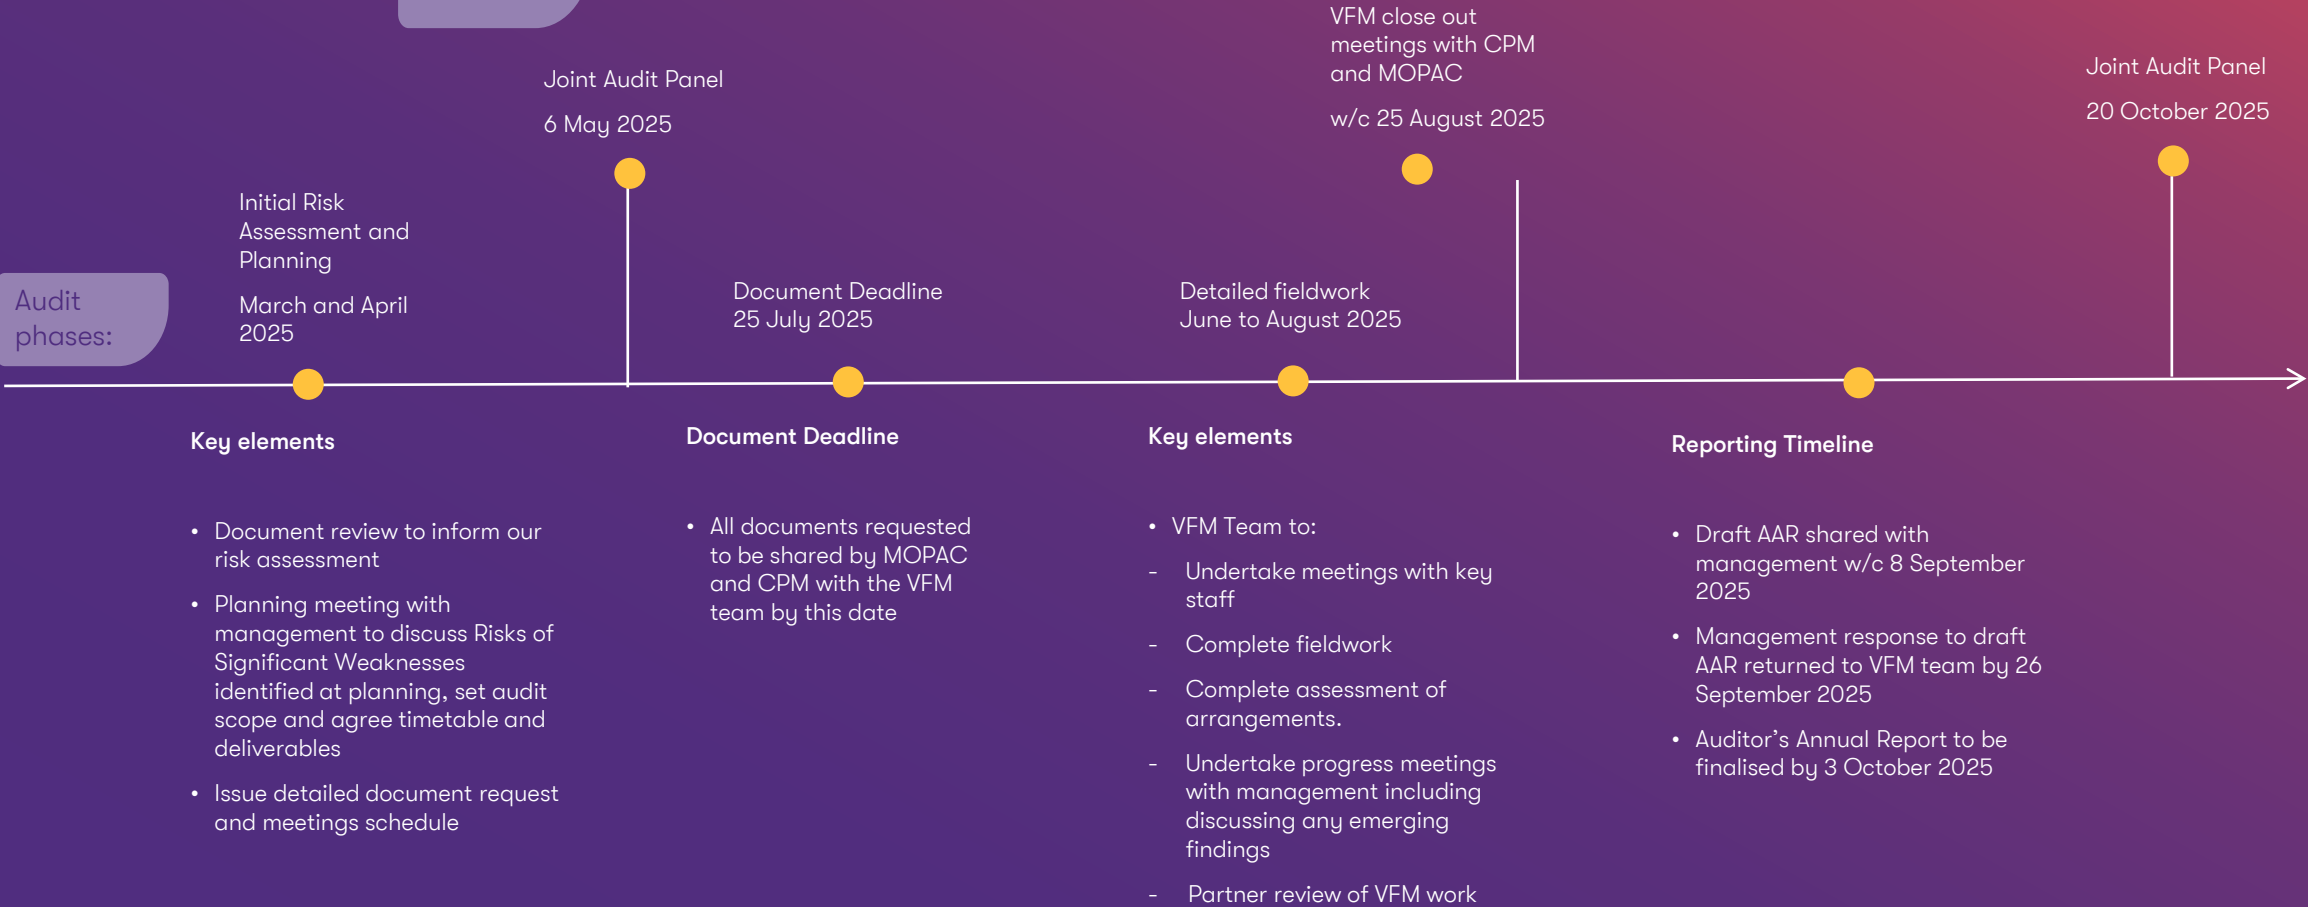 Audit
phases:
Initial Risk
Assessment and
Planning
March and April
2025
Joint Audit Panel
6 May 2025
Document Deadline
25 July 2025
Detailed fieldwork
June to August 2025
VFM close out
meetings with CPM
and MOPAC
w/c 25 August 2025
Joint Audit Panel
20 October 2025
Key elements
• Document review to inform our
risk assessment
• Planning meeting with
management to discuss Risks of
Significant Weaknesses
identified at planning, set audit
scope and agree timetable and
deliverables
• Issue detailed document request
and meetings schedule
Document Deadline
• All documents requested
to be shared by MOPAC
and CPM with the VFM
team by this date
Key elements
• VFM Team to:
- Undertake meetings with key
staff
- Complete fieldwork
- Complete assessment of
arrangements.
- Undertake progress meetings
with management including
discussing any emerging
findings
- Partner review of VFM work
Reporting Timeline
• Draft AAR shared with
management w/c 8 September
2025
• Management response to draft
AAR returned to VFM team by 26
September 2025
• Auditor’s Annual Report to be
finalised by 3 October 2025